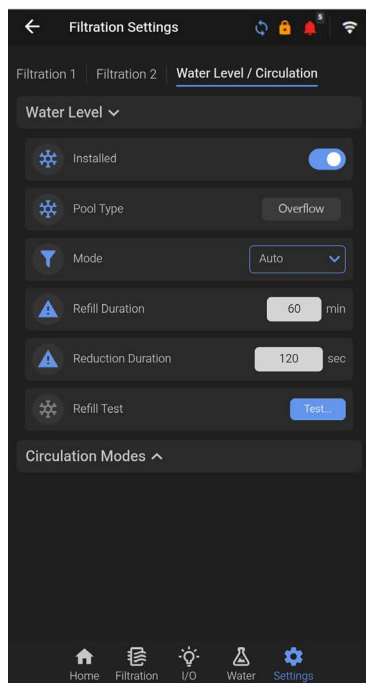 Filtration Settings
5
Filtration 1 Filtration 2 Water Level / Circulation
Water Level
Installed
Pool Type Overflow
Mode Auto
Refill Duration 60 min
Reduction Duration 120 sec
Refill Test Test...
Circulation Modes
Home Filtration I/O Water Settings